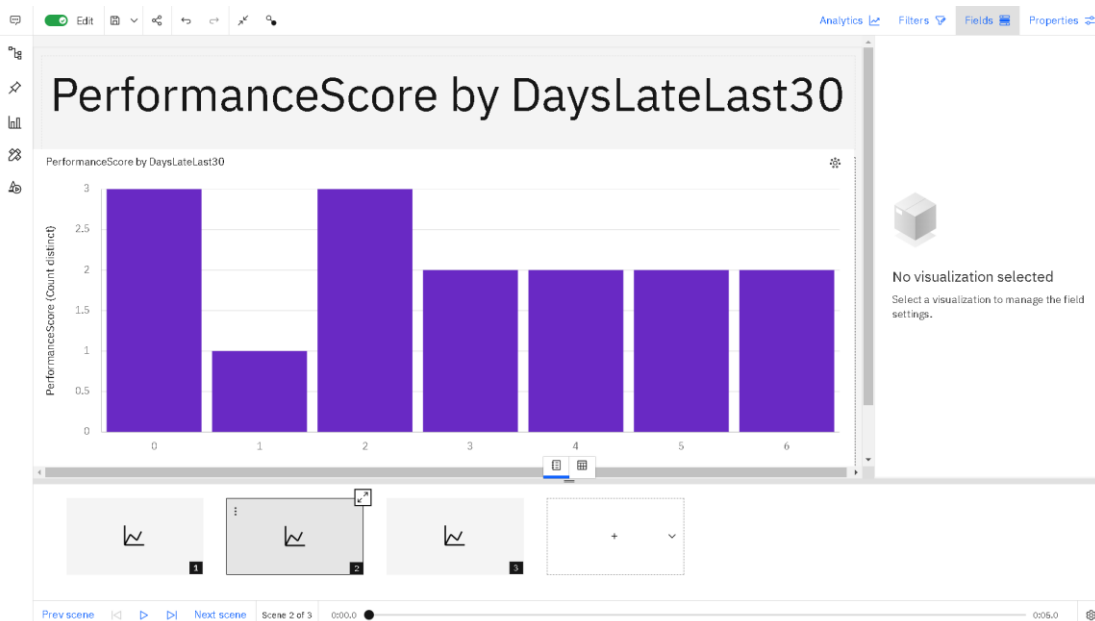 Edit
Analytics
Filters
Fields
Properties
PerformanceScore by DaysLateLast30
PerformanceScore by DaysLateLast30
PerformanceScore (Count distinct)
3
2.5
2
1.5
1
0.5
0
0 1 2 3 4 5 6
No visualization selected
Select a visualization to manage the field
settings.
1
2
3
Prev scene
Next scene
Scene 2 of 3
0:00.0
0:05.0